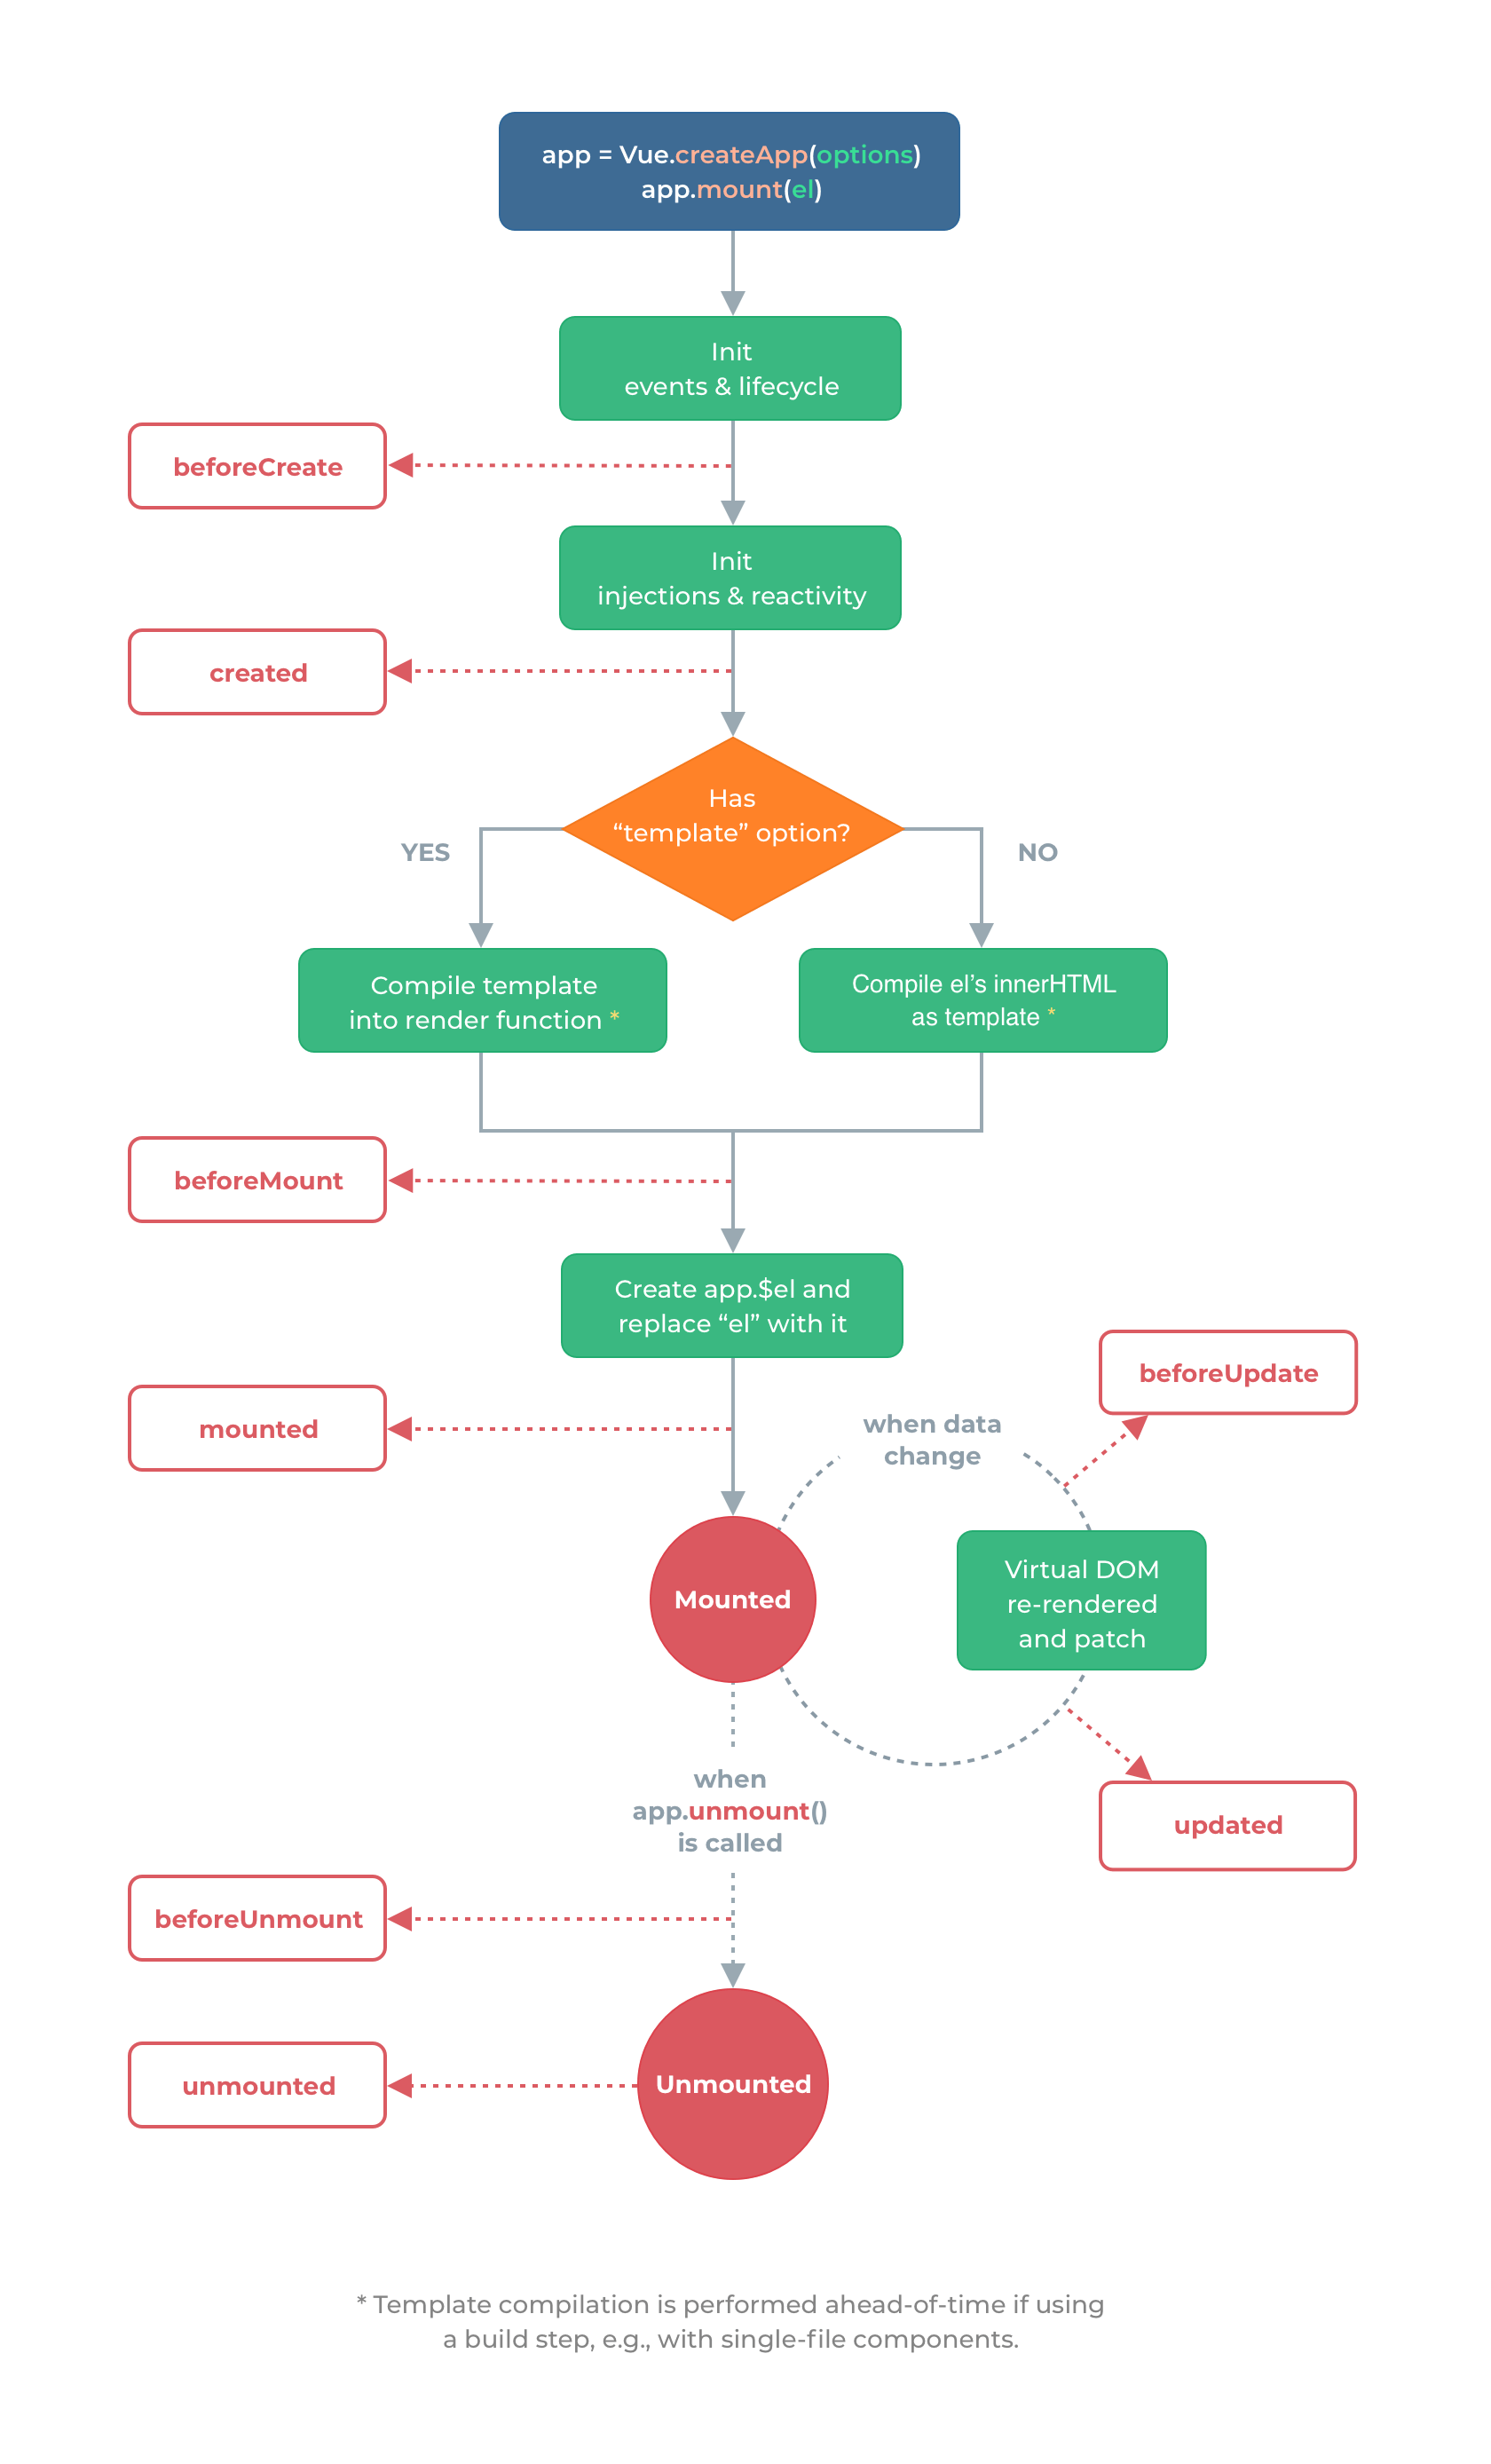 app = Vue.createApp(options)
app.mount(el)
Init
events & lifecycle
beforeCreate
Init
injections & reactivity
created
Has
“template” option?
YES
NO
Compile template
into render function *
Compile el’s innerHTML
as template *
beforeMount
Create app.$el and
replace “el” with it
beforeUpdate
mounted
when data
change
Mounted
Virtual DOM
re-rendered
and patch
when
app.unmount()
is called
updated
beforeUnmount
Unmounted
unmounted
* Template compilation is performed ahead-of-time if using
a build step, e.g., with single-file components.